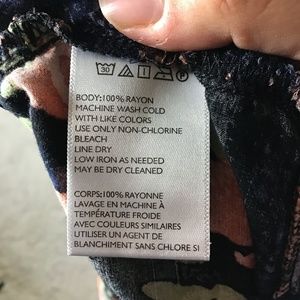 30
BODY:100% RAYON
MACHINE WASH COLD
WITH LIKE COLORS
USE ONLY NON-CHLORINE
BLEACH
LINE DRY
LOW IRON AS NEEDED
MAY BE DRY CLEANED
CORPS:100% RAYONNE
LAVAGE EN MACHINE À
TEMPÉRATURE FROIDE
AVEC COULEURS SIMILAIRES
UTILISER UN AGENT DE
BLANCHIMENT SANS CHLORE SI